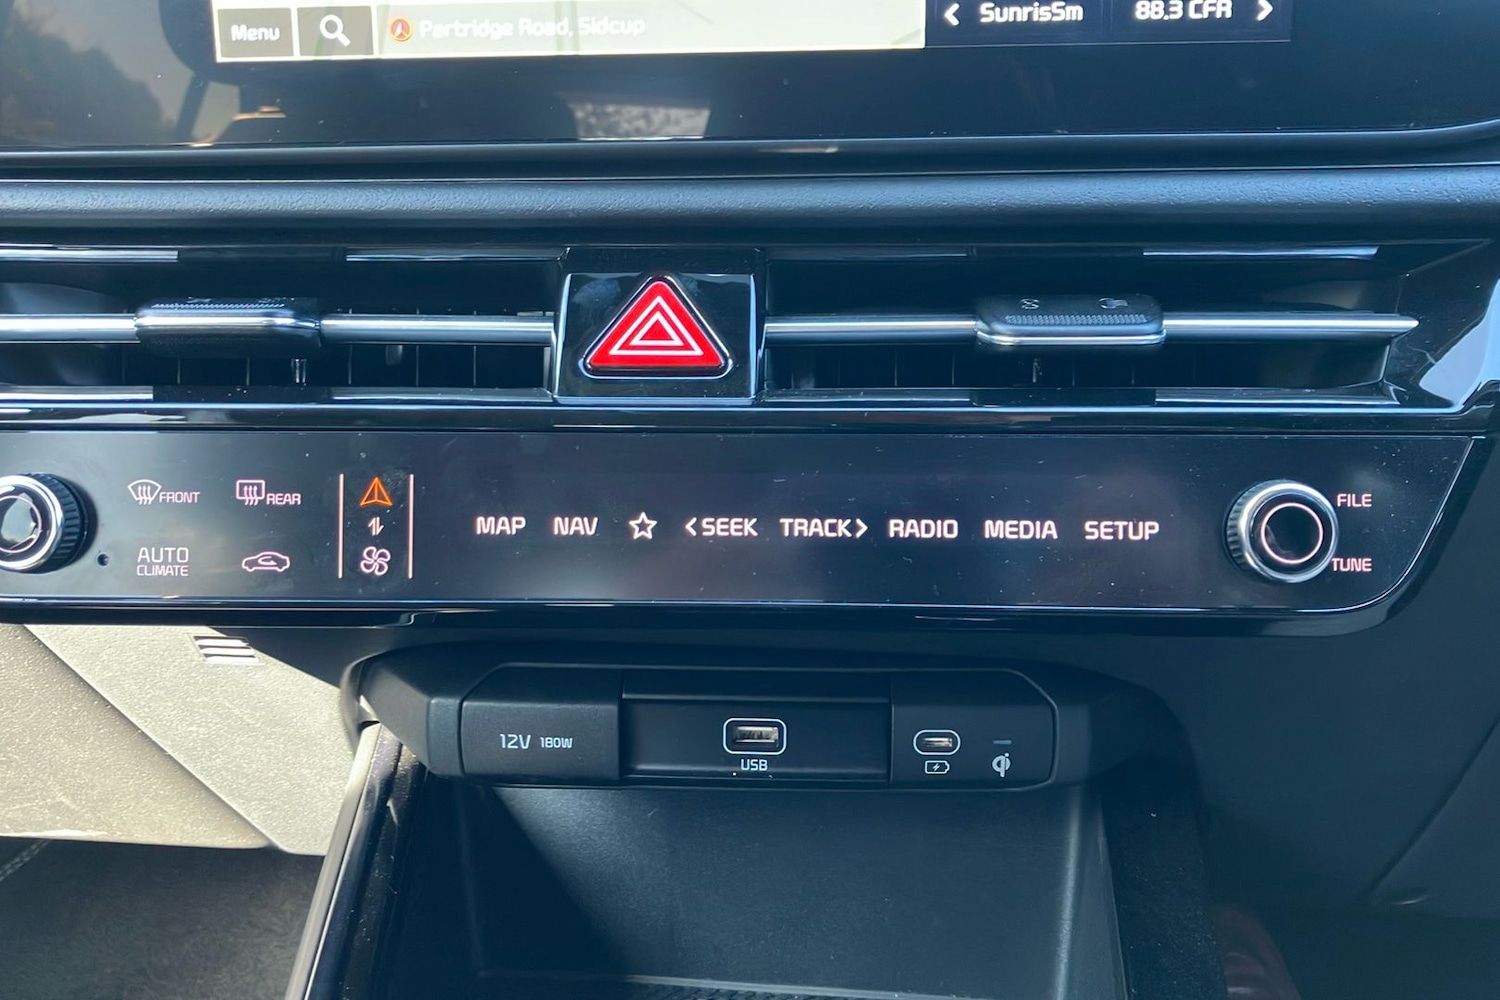 Menu
Partridge Road, Sidcup
SunrisSm
88.3 CFR
FRONT
REAR
AUTO
CLIMATE
MAP NAV <SEEK TRACK> RADIO MEDIA SETUP
FILE
TUNE
12V 180W
USB